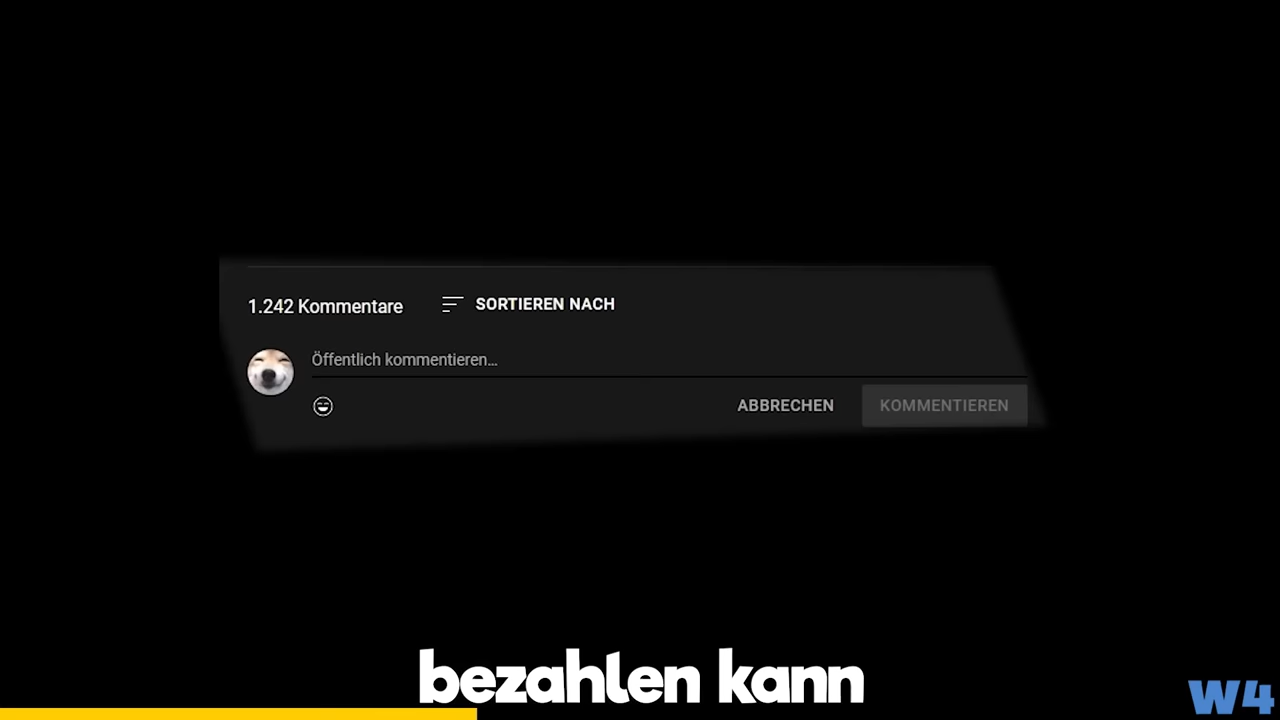 1.242 Kommentare
SORTIEREN NACH
Öffentlich kommentieren...
ABBRECHEN
KOMMENTIEREN
bezahlen kann
W4